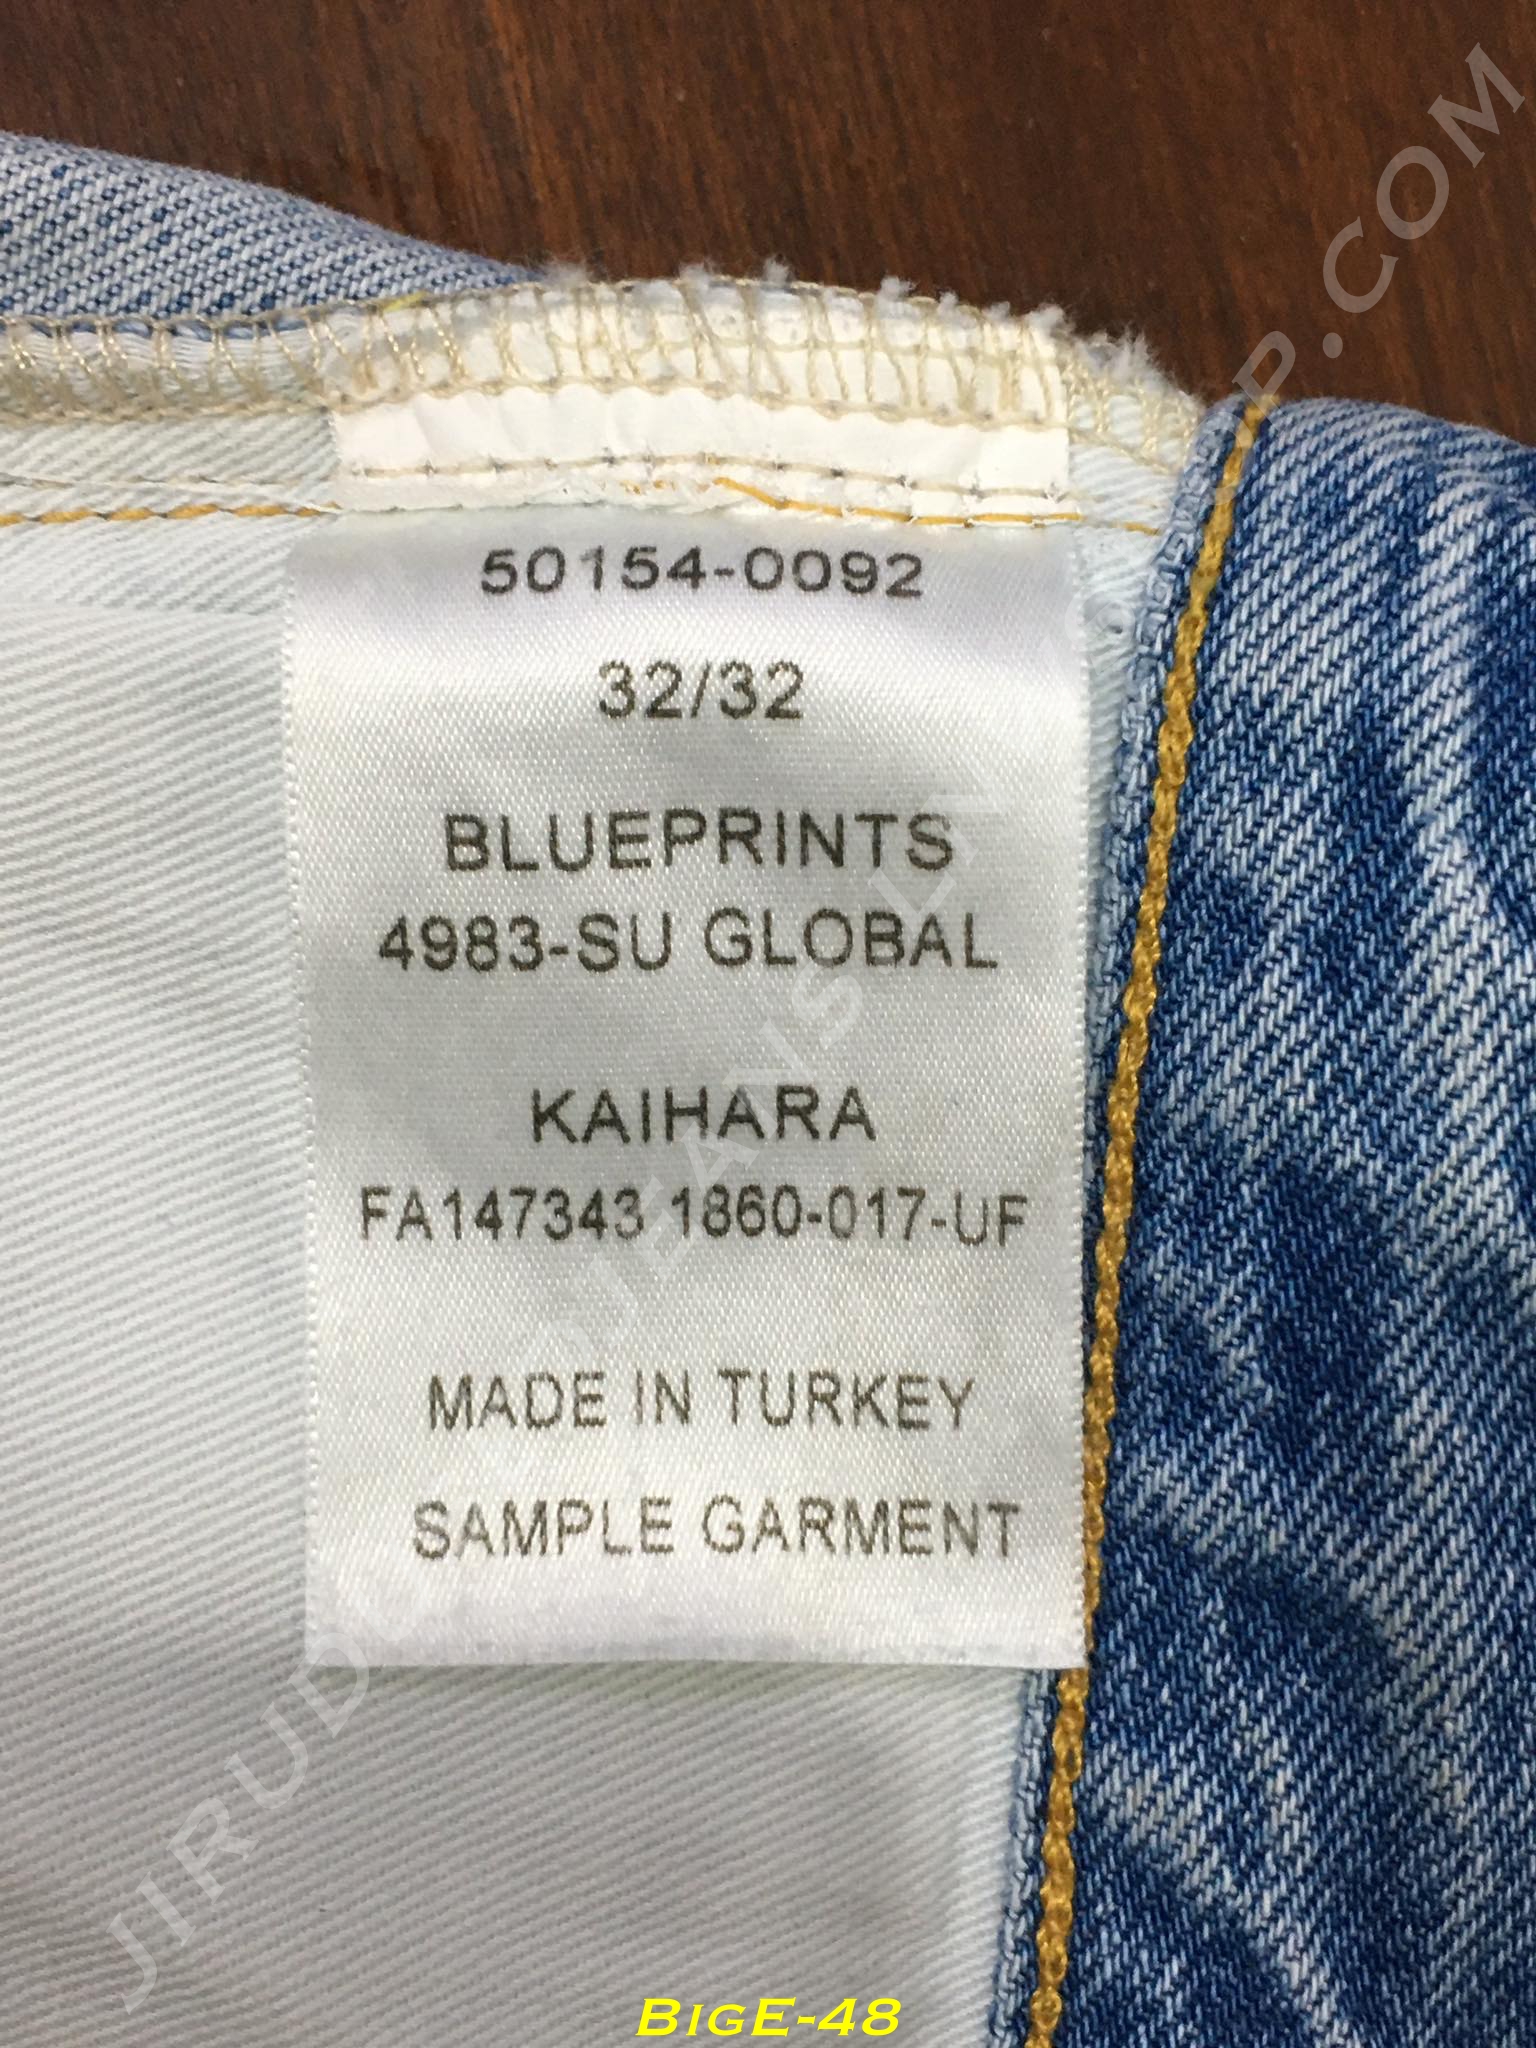 50154-0092
32/32
BLUEPRINTS
4983-SU GLOBAL
KAIHARA
FA147343 1860-017-UF
MADE IN TURKEY
SAMPLE GARMENT
BIGE-48